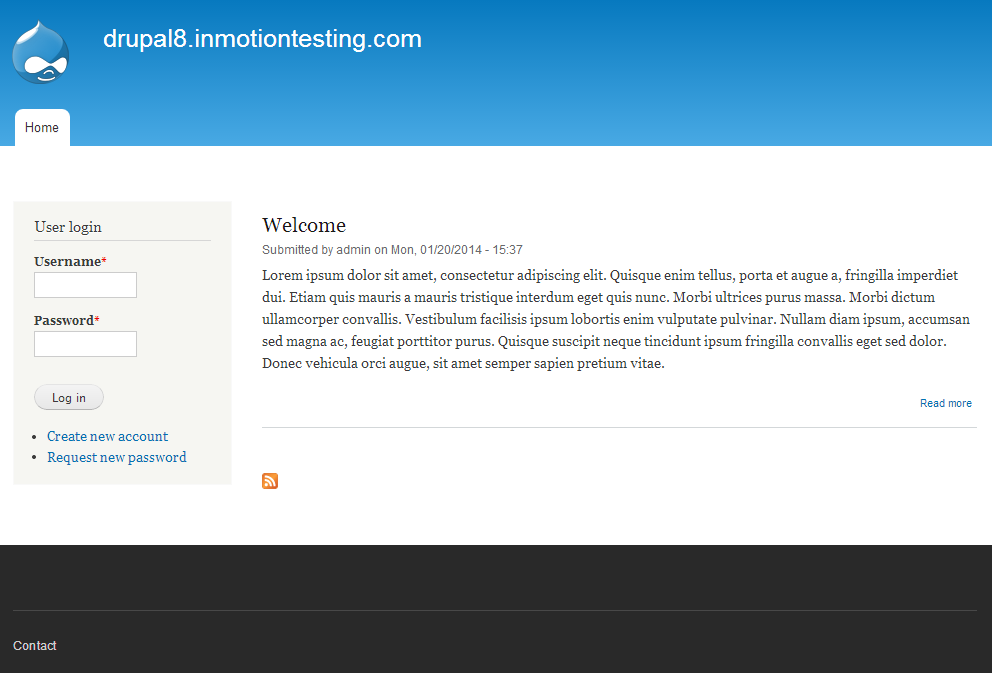 drupal8.inmotiontesting.com
Home
User login
Username*
Password*
Log in
Create new account
Request new password
Welcome
Submitted by admin on Mon, 01/20/2014 - 15:37
Lorem ipsum dolor sit amet, consectetur adipiscing elit. Quisque enim tellus, porta et augue a, fringilla imperdiet
dui. Etiam quis mauris a mauris tristique interdum eget quis nunc. Morbi ultrices purus massa. Morbi dictum
ullamcorper convallis. Vestibulum facilisis ipsum lobortis enim vulputate pulvinar. Nullam diam ipsum, accumsan
sed magna ac, feugiat porttitor purus. Quisque suscipit neque tincidunt ipsum fringilla convallis eget sed dolor.
Donec vehicula orci augue, sit amet semper sapien pretium vitae.
Read more
Contact